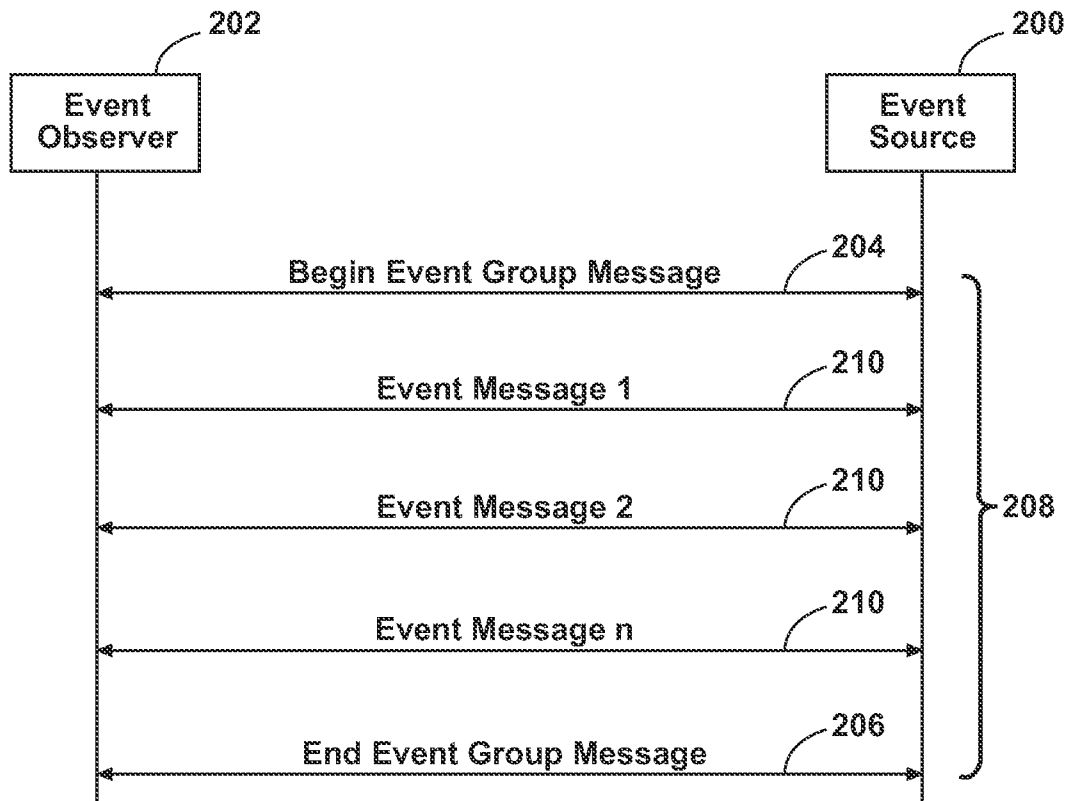 202
200
Event
Observer
Event
Source
204
Begin Event Group Message
210
Event Message 1
210
Event Message 2
208
210
Event Message n
206
End Event Group Message